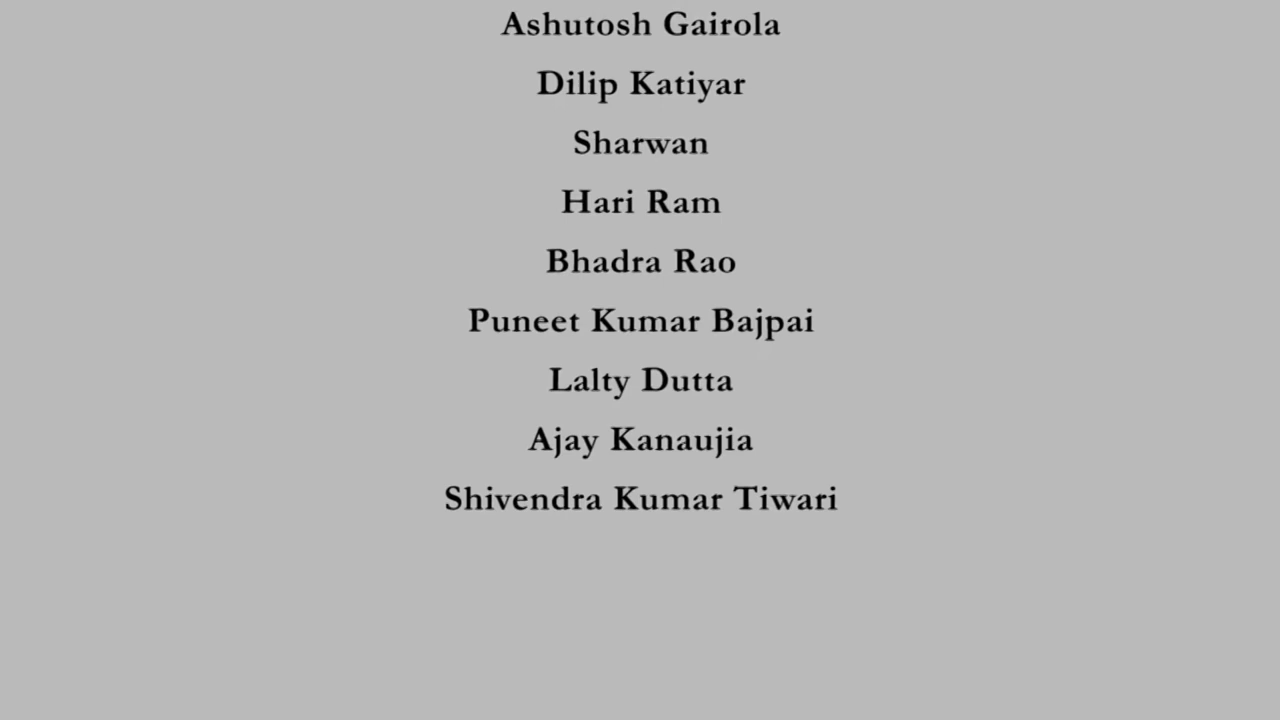 Ashutosh Gairola
Dilip Katiyar
Sharwan
Hari Ram
Bhadra Rao
Puneet Kumar Bajpai
Lalty Dutta
Ajay Kanaujia
Shivendra Kumar Tiwari